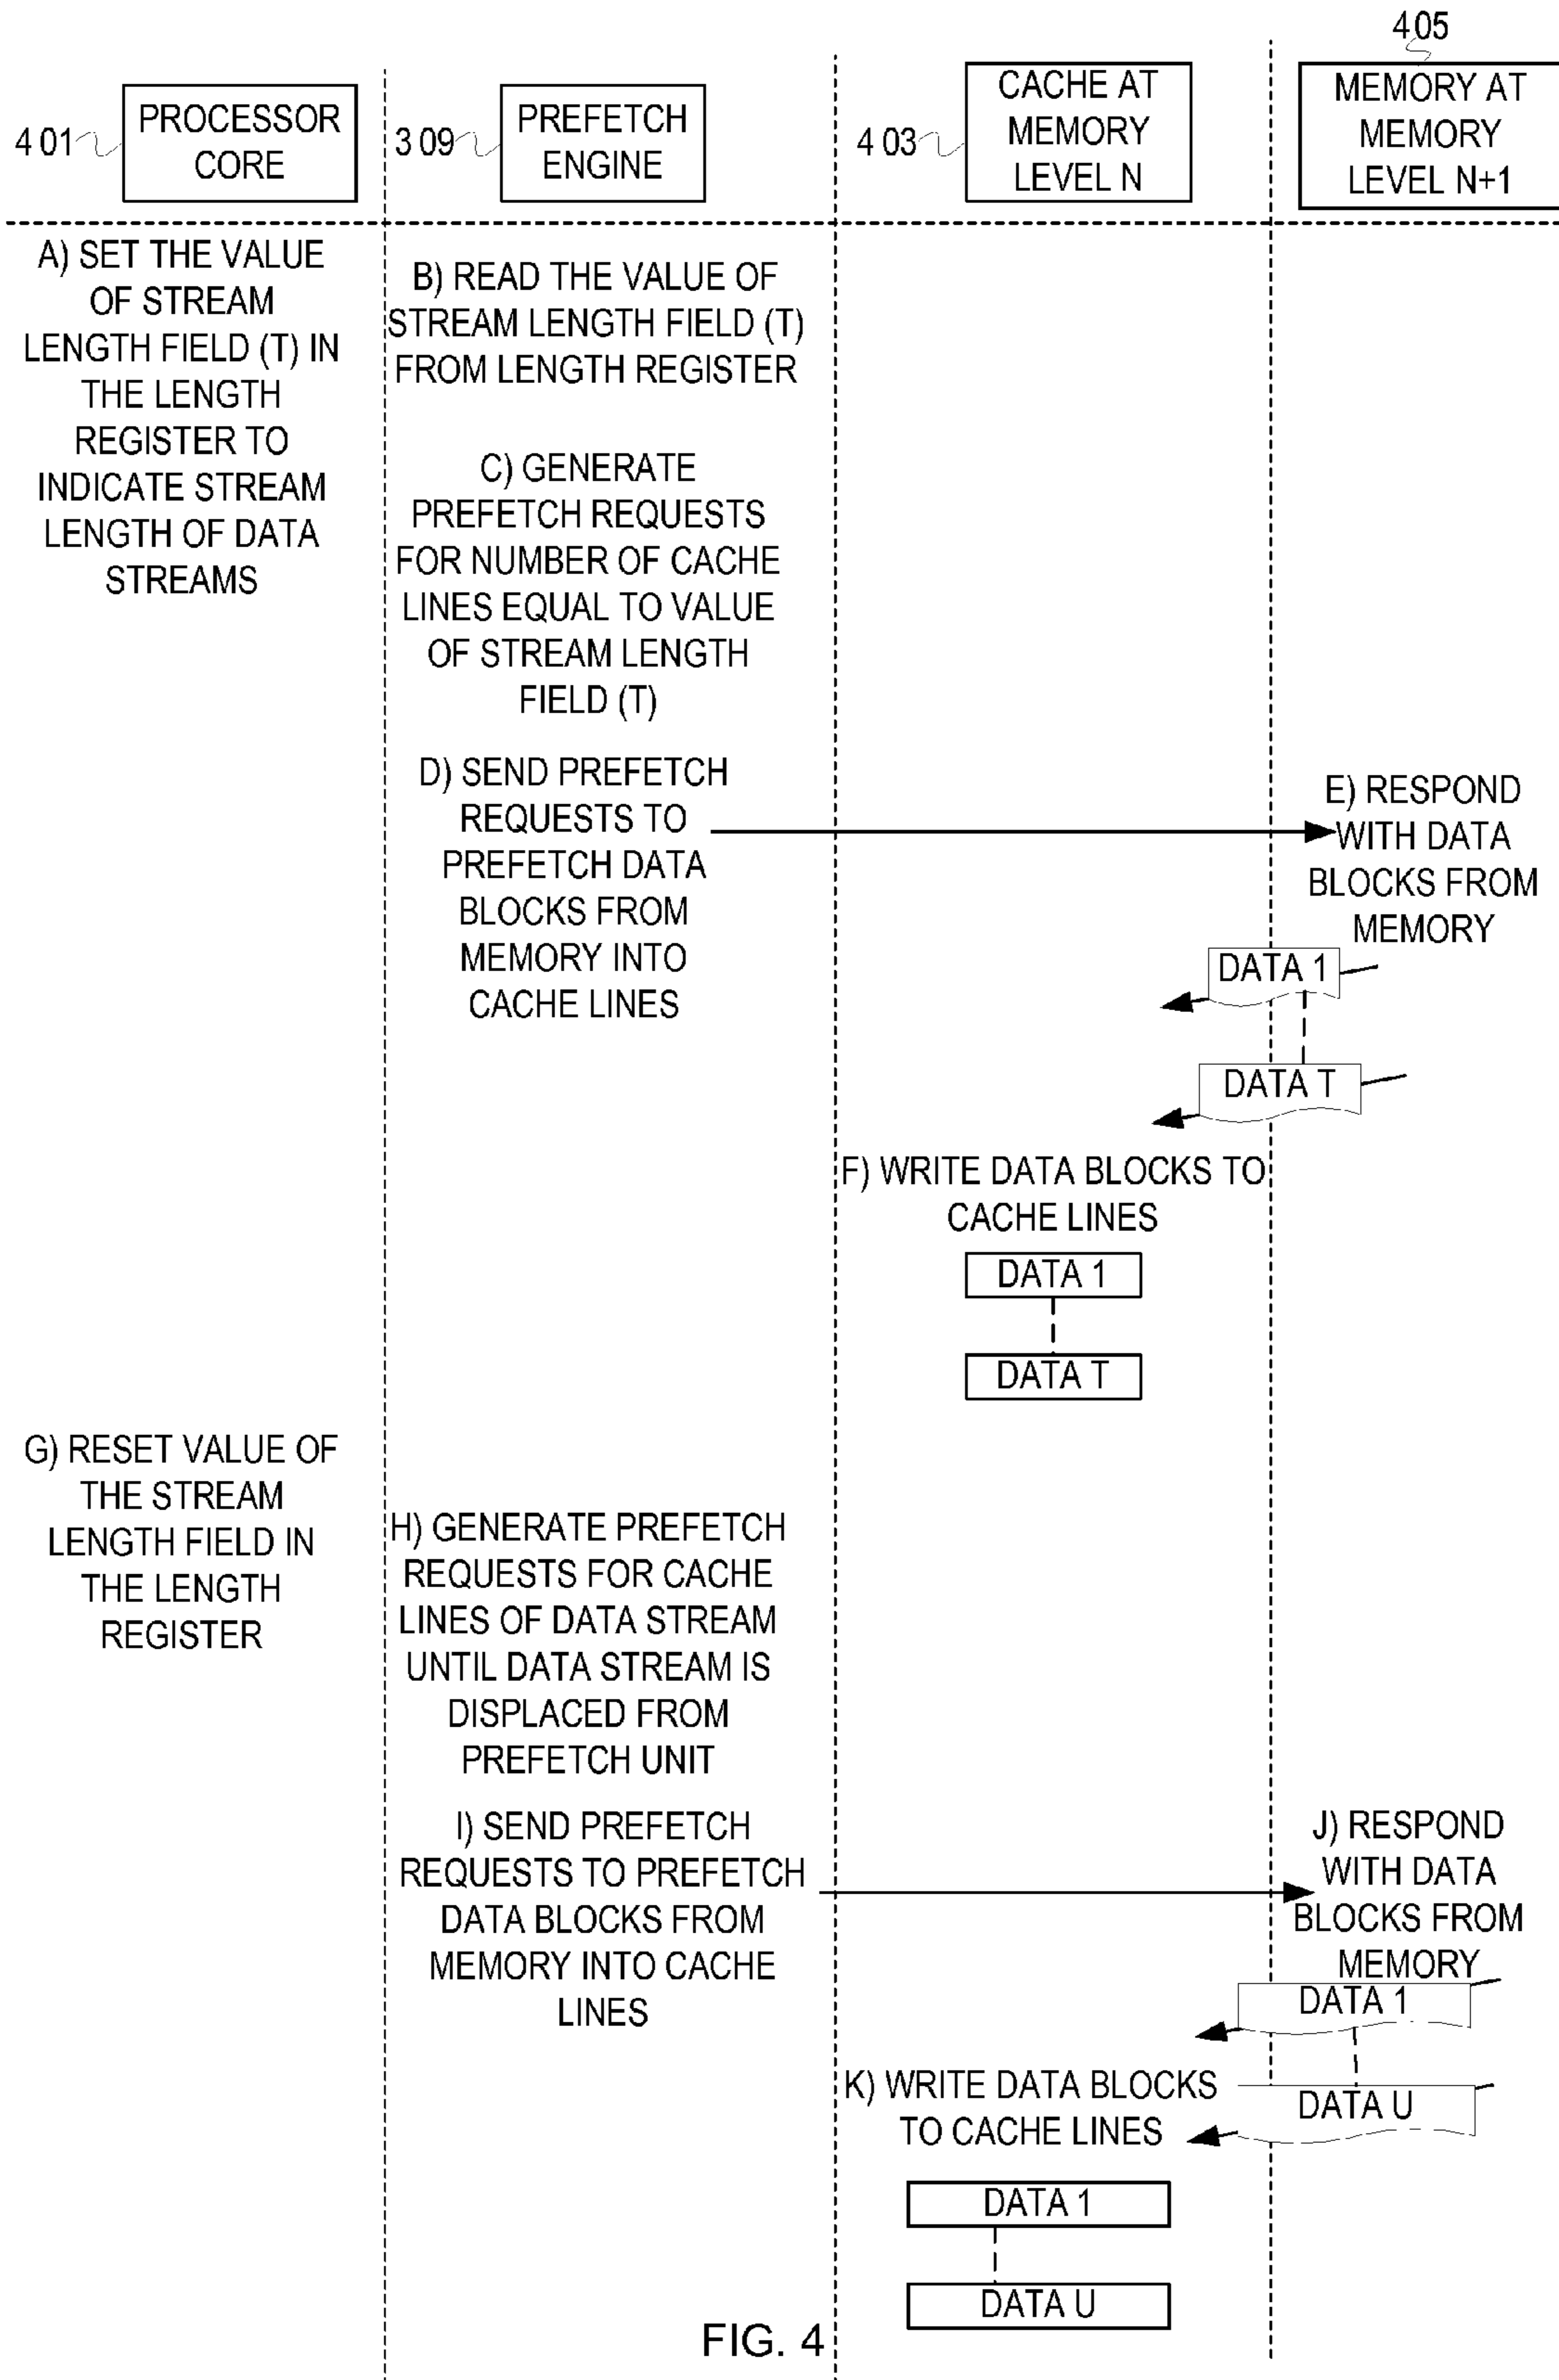 405
401
PROCESSOR
CORE
309
PREFETCH
ENGINE
403
CACHE AT
MEMORY
LEVEL N
MEMORY AT
MEMORY
LEVEL N+1
A) SET THE VALUE
OF STREAM
LENGTH FIELD (T) IN
THE LENGTH
REGISTER TO
INDICATE STREAM
LENGTH OF DATA
STREAMS
B) READ THE VALUE OF
STREAM LENGTH FIELD (T)
FROM LENGTH REGISTER
C) GENERATE
PREFETCH REQUESTS
FOR NUMBER OF CACHE
LINES EQUAL TO VALUE
OF STREAM LENGTH
FIELD (T)
D) SEND PREFETCH
REQUESTS TO
PREFETCH DATA
BLOCKS FROM
MEMORY INTO
CACHE LINES
E) RESPOND
WITH DATA
BLOCKS FROM
MEMORY
DATA 1
DATA T
F) WRITE DATA BLOCKS TO
CACHE LINES
DATA 1
DATA T
G) RESET VALUE OF
THE STREAM
LENGTH FIELD IN
THE LENGTH
REGISTER
H) GENERATE PREFETCH
REQUESTS FOR CACHE
LINES OF DATA STREAM
UNTIL DATA STREAM IS
DISPLACED FROM
PREFETCH UNIT
I) SEND PREFETCH
REQUESTS TO PREFETCH
DATA BLOCKS FROM
MEMORY INTO CACHE
LINES
J) RESPOND
WITH DATA
BLOCKS FROM
MEMORY
DATA 1
DATA U
K) WRITE DATA BLOCKS
TO CACHE LINES
DATA 1
DATA U
FIG. 4